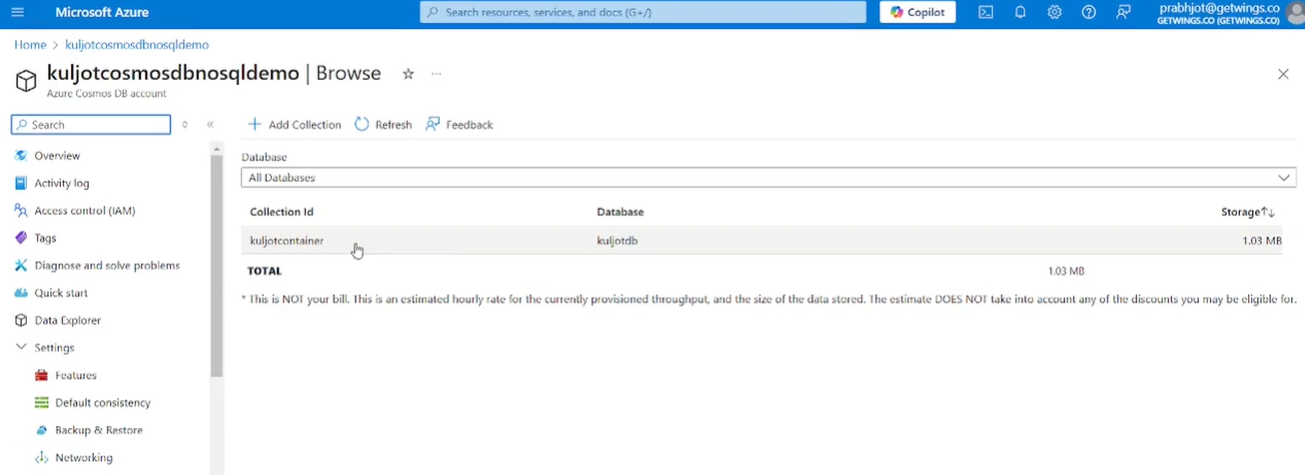 Microsoft Azure
Search resources, services, and docs (G+/)
Copilot
prabhjot@getwings.co
GETWINGS.CO (GETWINGS.CO)
Home > kuljotcosmosdbnosqldemo
kuljotcosmosdbnosqldemo | Browse
Azure Cosmos DB account
Search
Add Collection
Refresh
Feedback
Overview
Activity log
Access control (IAM)
Tags
Diagnose and solve problems
Quick start
Data Explorer
Settings
Features
Default consistency
Backup & Restore
Networking
Database
All Databases
Collection Id Database Storage
kuljotcontainer kuljotdb 1.03 MB
TOTAL 1.03 MB
* This is NOT your bill. This is an estimated hourly rate for the currently provisioned throughput, and the size of the data stored. The estimate DOES NOT take into account any of the discounts you may be eligible for.